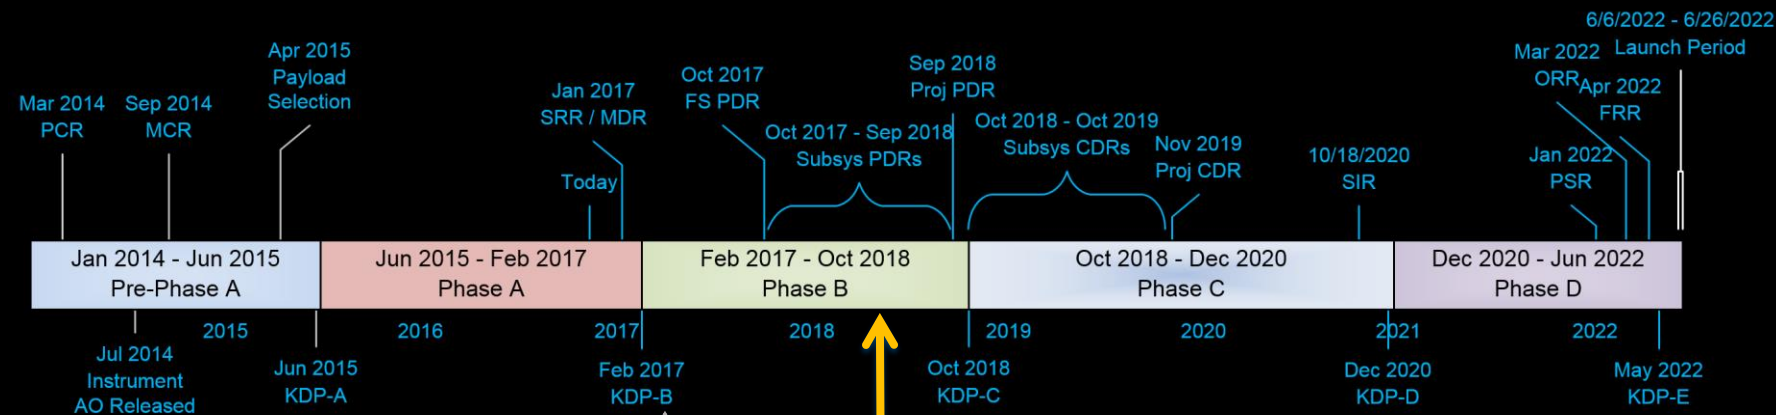 Mar 2014
PCR
Sep 2014
MCR
Apr 2015
Payload
Selection
Today
Jan 2017
SRR / MDR
Oct 2017
FS PDR
Oct 2017 - Sep 2018
Subsys PDRs
Sep 2018
Proj PDR
Oct 2018 - Oct 2019
Subsys CDRs
Nov 2019
Proj CDR
10/18/2020
SIR
Jan 2022
PSR
Mar 2022
ORR
Apr 2022
FRR
6/6/2022 - 6/26/2022
Launch Period
Jan 2014 - Jun 2015
Pre-Phase A
Jun 2015 - Feb 2017
Phase A
Feb 2017 - Oct 2018
Phase B
Oct 2018 - Dec 2020
Phase C
Dec 2020 - Jun 2022
Phase D
2015
2016
2017
2018
2019
2020
2021
2022
Jul 2014
Instrument
AO Released
Jun 2015
KDP-A
Feb 2017
KDP-B
Oct 2018
KDP-C
Dec 2020
KDP-D
May 2022
KDP-E